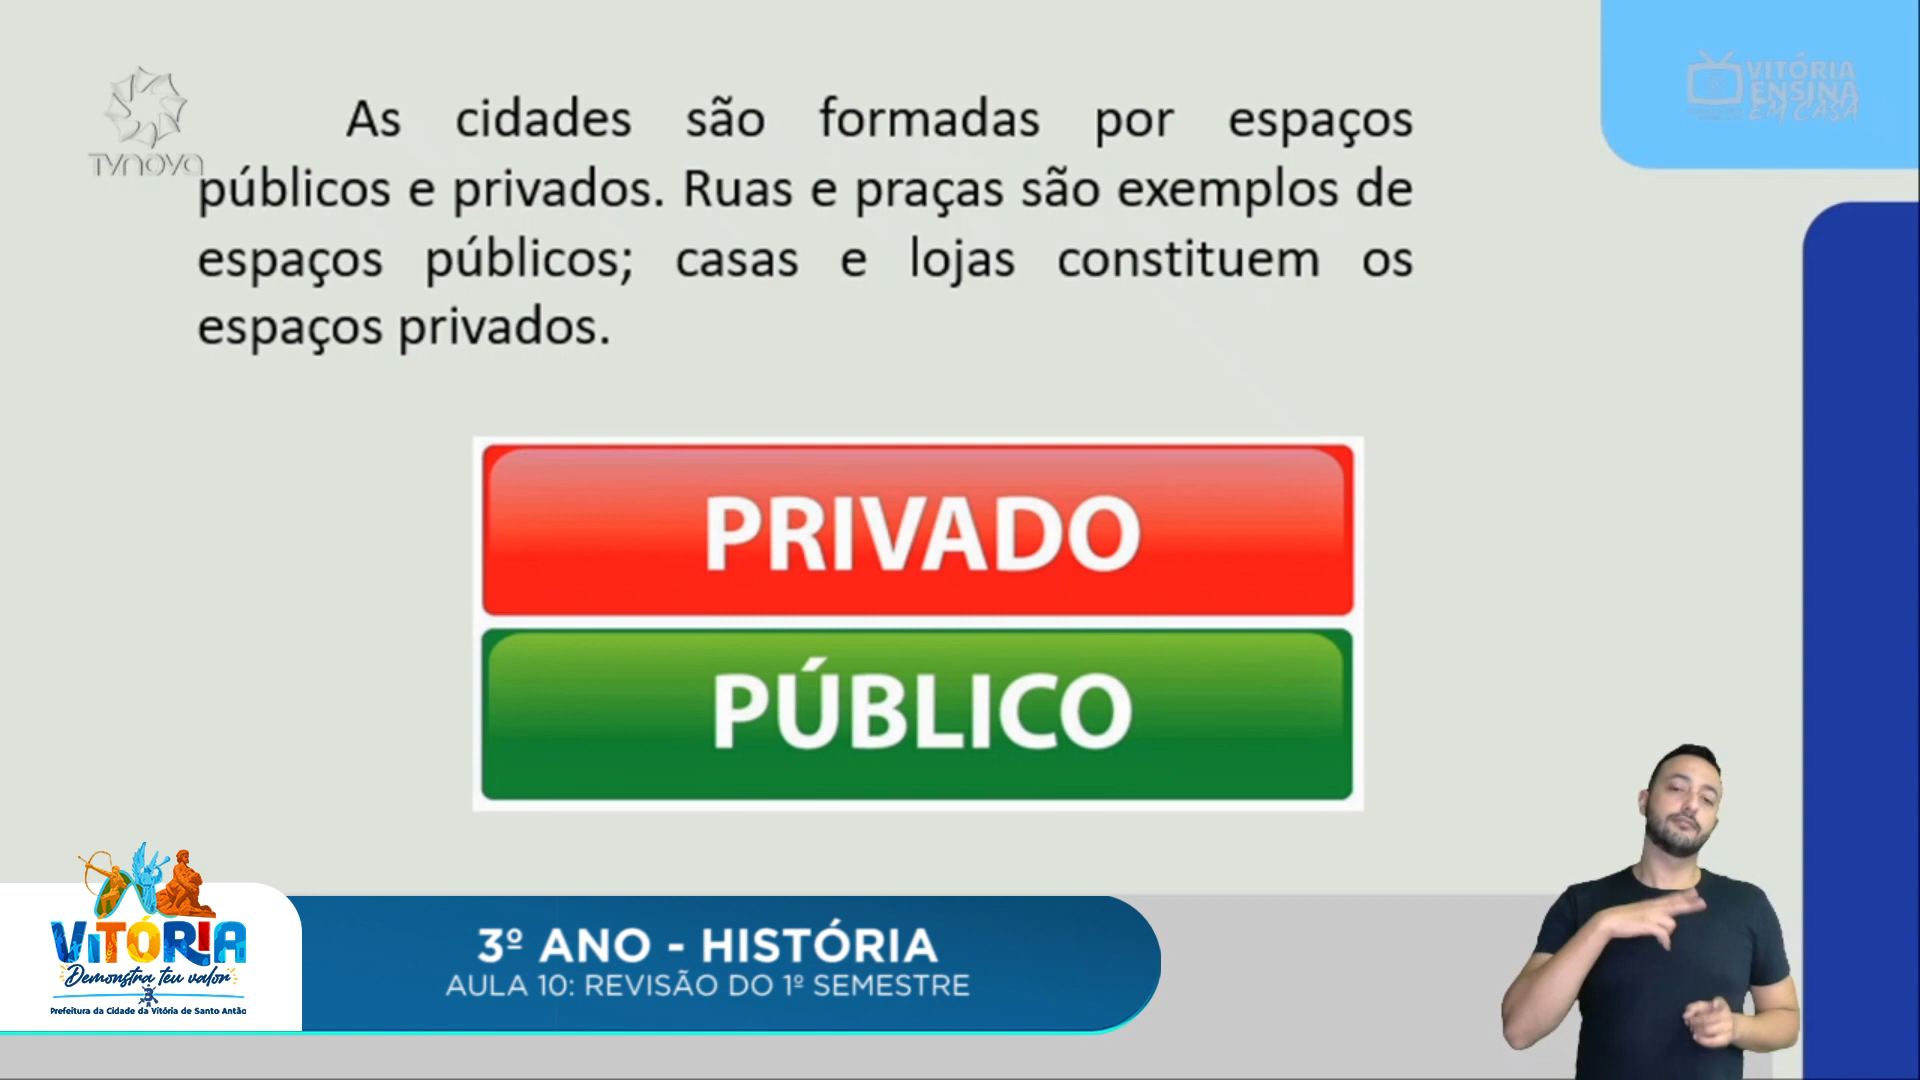 As cidades são formadas por espaços
públicos e privados. Ruas e praças são exemplos de
espaços públicos; casas e lojas constituem os
espaços privados.
TVNOVA
VITÓRIA
ENSINA
EM CASA
PRIVADO
PÚBLICO
VITÓRIA
Demonstra teu valor
Prefeitura da Cidade da Vitória de Santo Antão
3º ANO - HISTÓRIA
AULA 10: REVISÃO DO 1º SEMESTRE